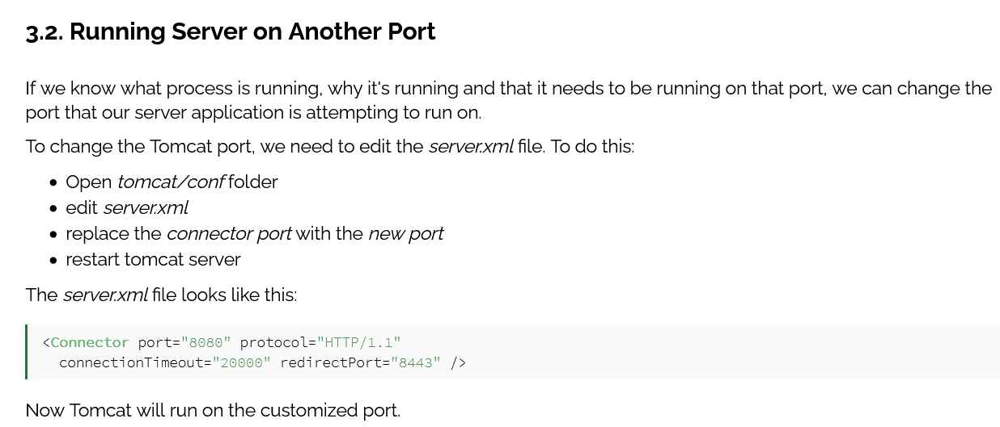 3.2. Running Server on Another Port
If we know what process is running, why it's running and that it needs to be running on that port, we can change the
port that our server application is attempting to run on.
To change the Tomcat port, we need to edit the server.xml file. To do this:
• Open tomcat/conf folder
• edit server.xml
• replace the connector port with the new port
• restart tomcat server
The server.xml file looks like this:
<Connector port="8080" protocol="HTTP/1.1"
connectionTimeout="20000" redirectPort="8443" />
Now Tomcat will run on the customized port.